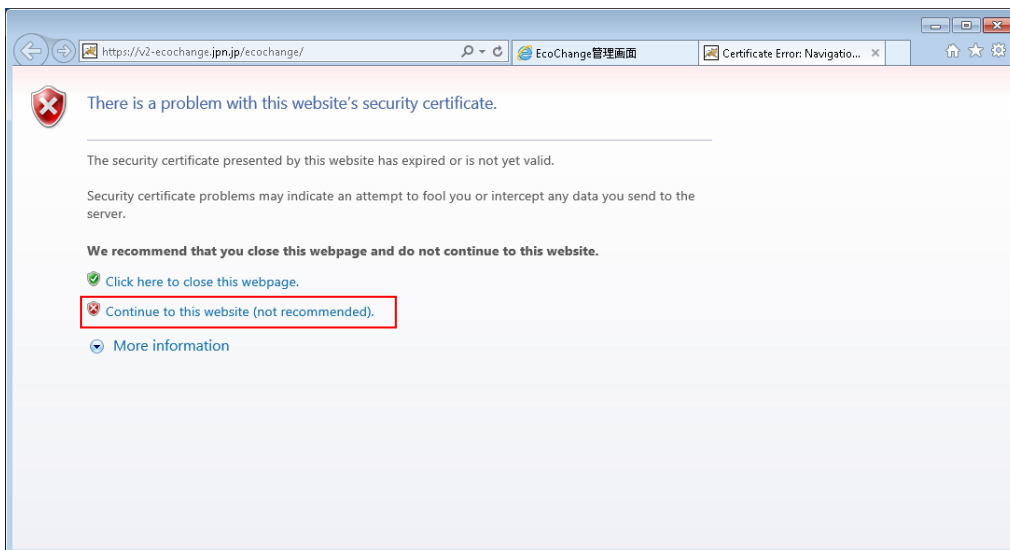 https://v2-ecochange.jpn.jp/ecochange/
EcoChange管理画面
Certificate Error: Navigatio...
There is a problem with this website's security certificate.
The security certificate presented by this website has expired or is not yet valid.
Security certificate problems may indicate an attempt to fool you or intercept any data you send to the
server.
We recommend that you close this webpage and do not continue to this website.
Click here to close this webpage.
Continue to this website (not recommended).
More information